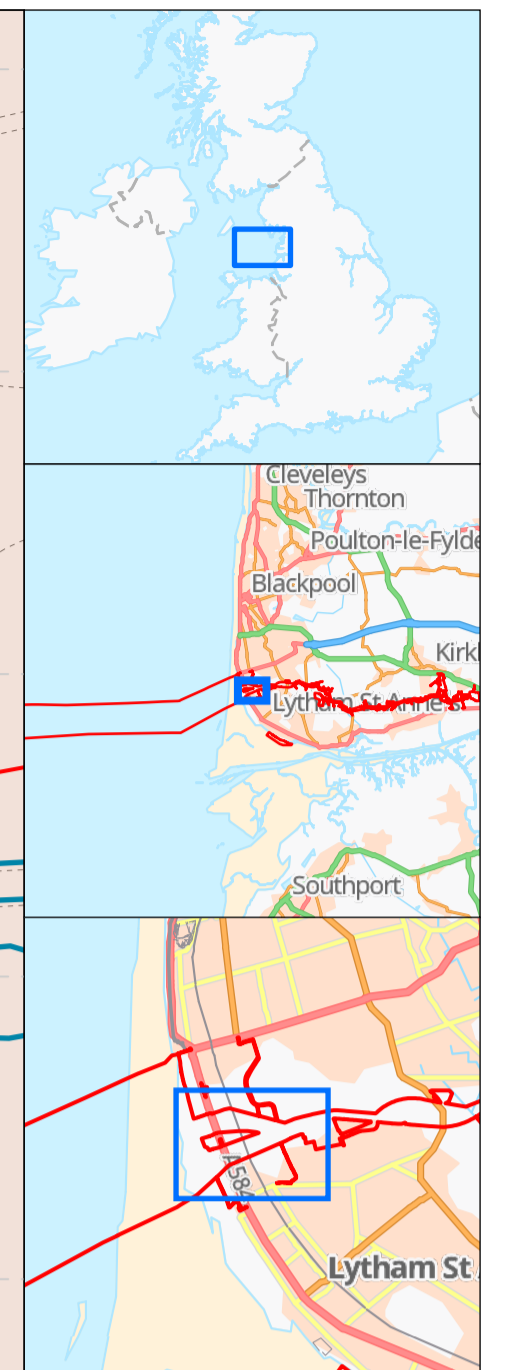 Cleveleys
Thornton
Poulton-le-Fylde
Blackpool
Kirkl
Lytham St Anne's
Southport
A584
Lytham St